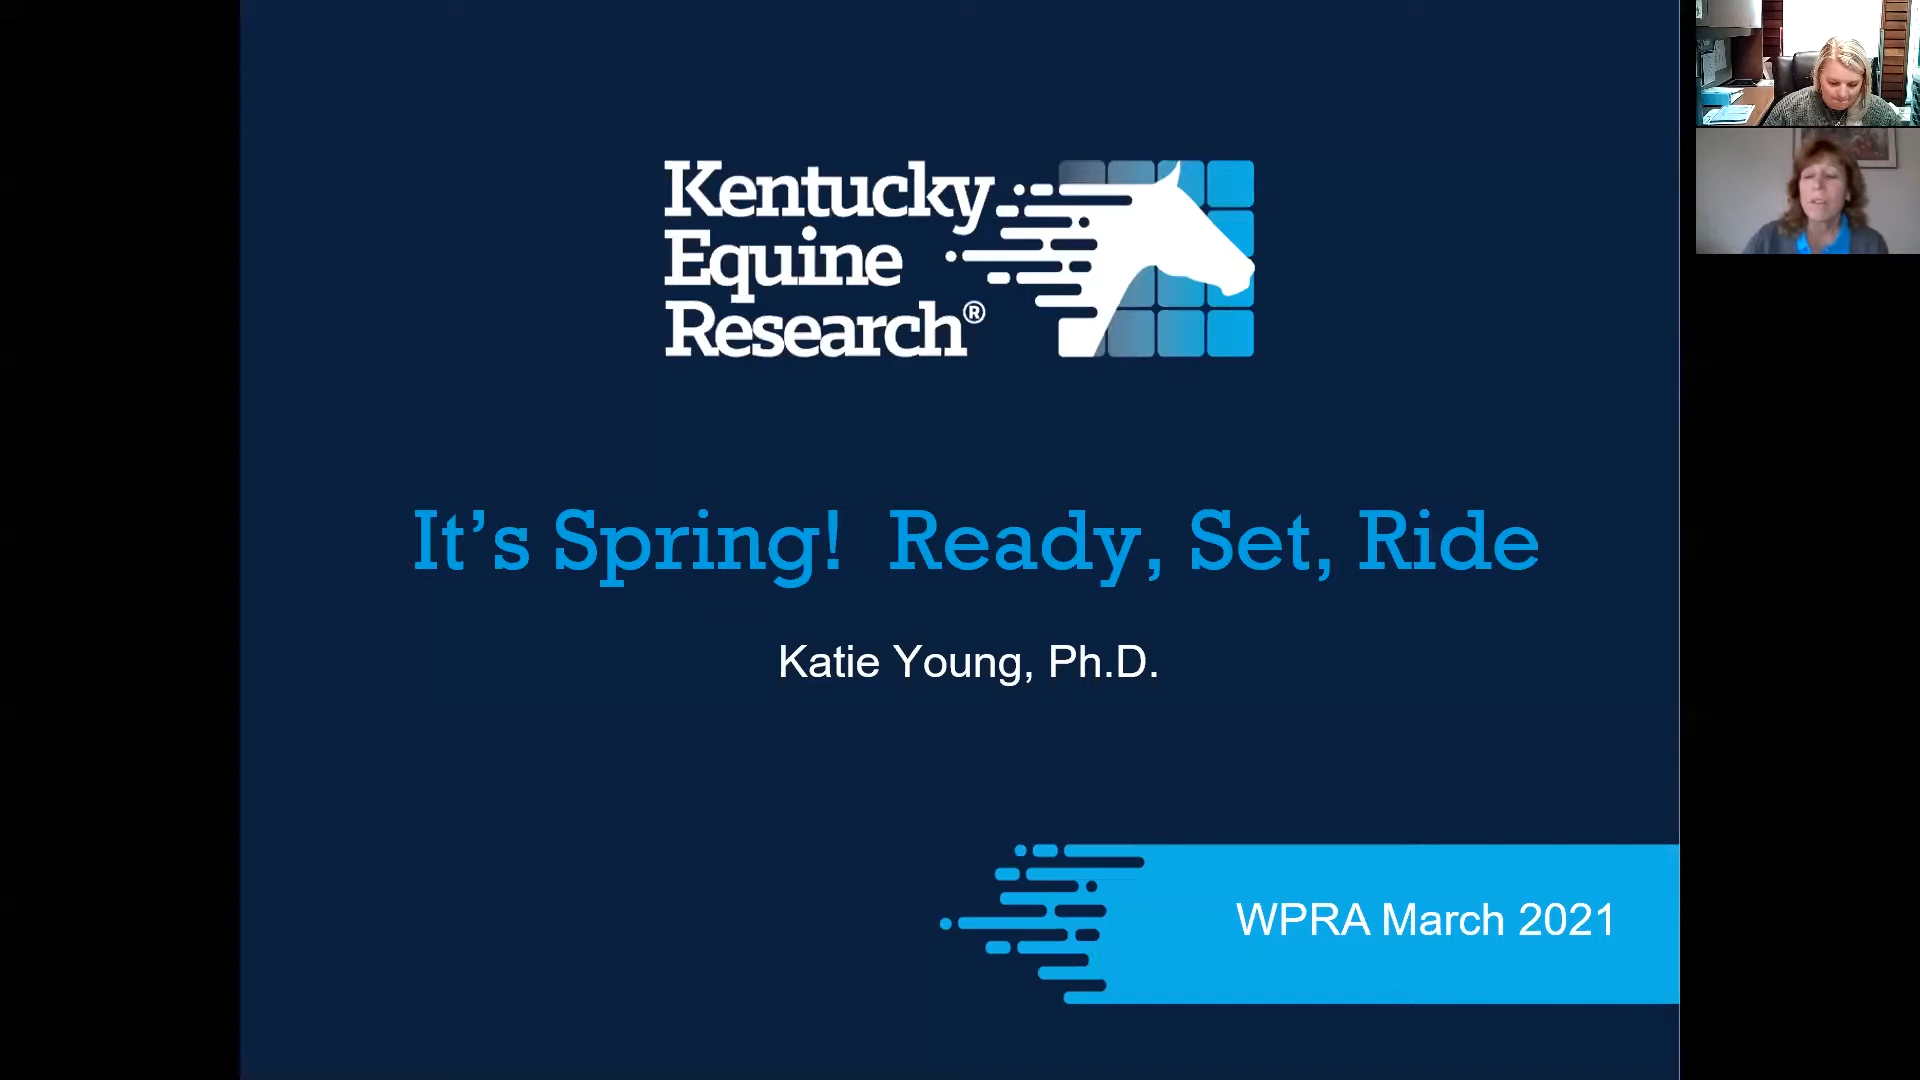 Kentucky
Equine
Research®
It’s Spring!  Ready, Set, Ride
Katie Young, Ph.D.
WPRA March 2021